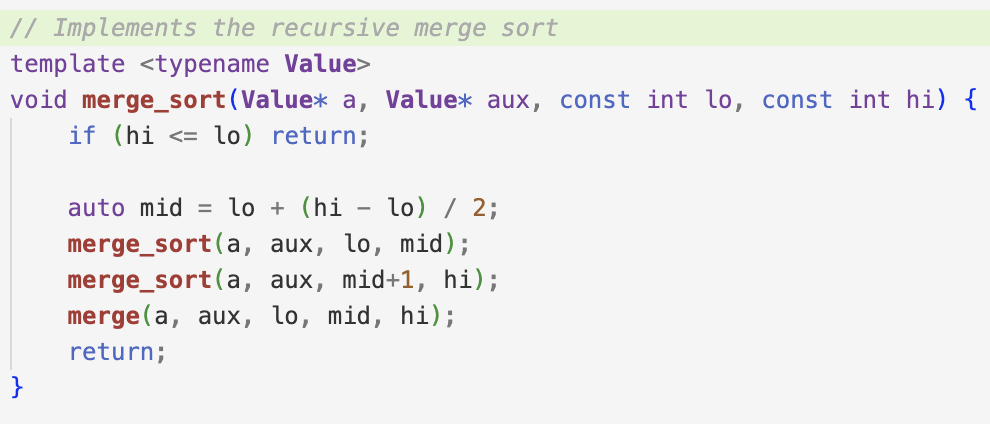 // Implements the recursive merge sort
template <typename Value>
void merge_sort(Value* a, Value* aux, const int lo, const int hi) {
    if (hi <= lo) return;

    auto mid = lo + (hi - lo) / 2;
    merge_sort(a, aux, lo, mid);
    merge_sort(a, aux, mid+1, hi);
    merge(a, aux, lo, mid, hi);
    return;
}